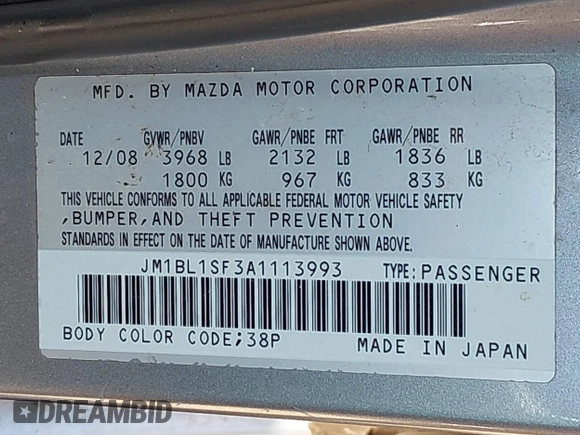 MFD. BY MAZDA MOTOR CORPORATION
DATE GVWR/PNBV GAWR/PNBE FRT GAWR/PNBE RR
12/08 3968 LB 2132 LB 1836 LB
1800 KG 967 KG 833 KG
THIS VEHICLE CONFORMS TO ALL APPLICABLE FEDERAL MOTOR VEHICLE SAFETY
,BUMPER,AND THEFT PREVENTION
STANDARDS IN EFFECT ON THE DATE OF MANUFACTURE SHOWN ABOVE.
JM1BL1SF3A1113993 TYPE:PASSENGER
BODY COLOR CODE;38P MADE IN JAPAN
DREAMBID